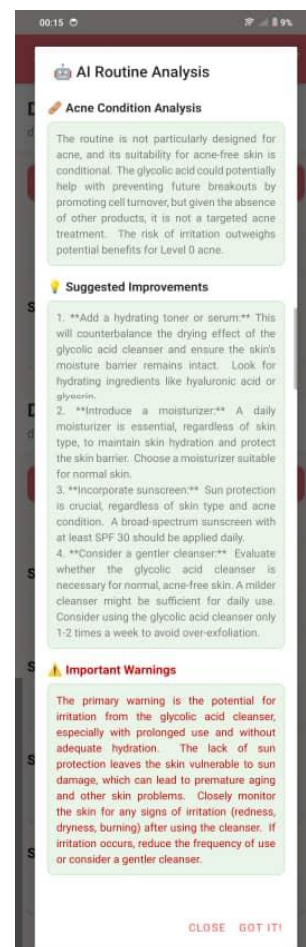 00:15
9%
AI Routine Analysis
Acne Condition Analysis
The routine is not particularly designed for
acne, and its suitability for acne-free skin is
conditional. The glycolic acid could potentially
help with preventing future breakouts by
promoting cell turnover, but given the absence
of other products, it is not a targeted acne
treatment. The risk of irritation outweighs
potential benefits for Level 0 acne.
Suggested Improvements
1. **Add a hydrating toner or serum:** This
will counterbalance the drying effect of the
glycolic acid cleanser and ensure the skin's
moisture barrier remains intact. Look for
hydrating ingredients like hyaluronic acid or
glycerin.
2. **Introduce a moisturizer:** A daily
moisturizer is essential, regardless of skin
type, to maintain skin hydration and protect
the skin barrier. Choose a moisturizer suitable
for normal skin.
3. **Incorporate sunscreen:** Sun protection
is crucial, regardless of skin type and acne
condition. A broad-spectrum sunscreen with
at least SPF 30 should be applied daily.
4. **Consider a gentler cleanser:** Evaluate
whether the glycolic acid cleanser is
necessary for normal, acne-free skin. A milder
cleanser might be sufficient for daily use.
Consider using the glycolic acid cleanser only
1-2 times a week to avoid over-exfoliation.
Important Warnings
The primary warning is the potential for
irritation from the glycolic acid cleanser,
especially with prolonged use and without
adequate hydration. The lack of sun
protection leaves the skin vulnerable to sun
damage, which can lead to premature aging
and other skin problems. Closely monitor
the skin for any signs of irritation (redness,
dryness, burning) after using the cleanser. If
irritation occurs, reduce the frequency of use
or consider a gentler cleanser.
CLOSE GOT IT!